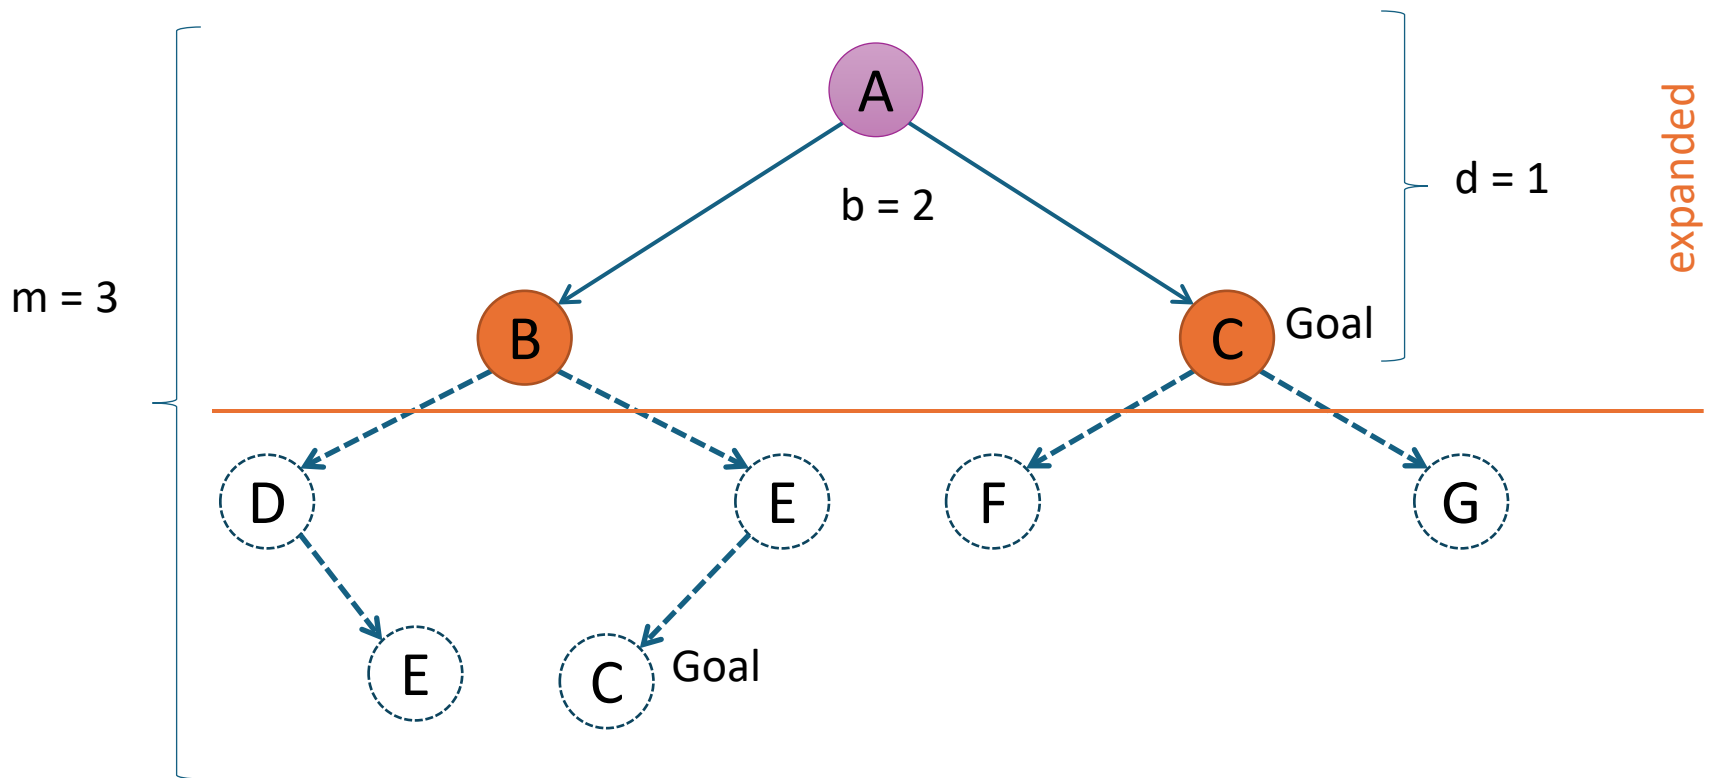 A
expanded
d = 1
b = 2
m = 3
B
C
Goal
D
E
F
G
E
C
Goal